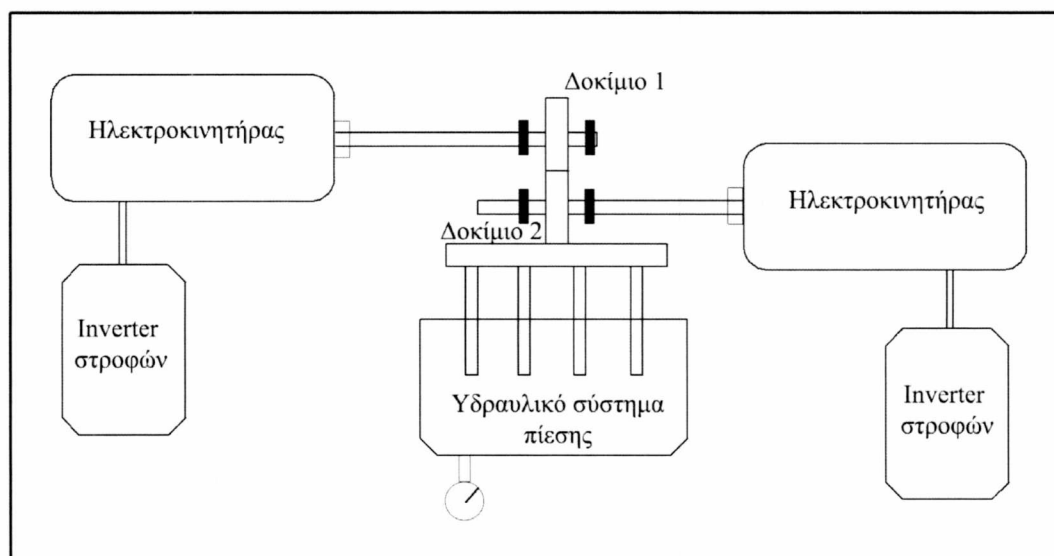 Δοκίμιο 1
Ηλεκτροκινητήρας
Ηλεκτροκινητήρας
Δοκίμιο 2
Inverter
στροφών
Υδραυλικό σύστημα
πίεσης
Inverter
στροφών